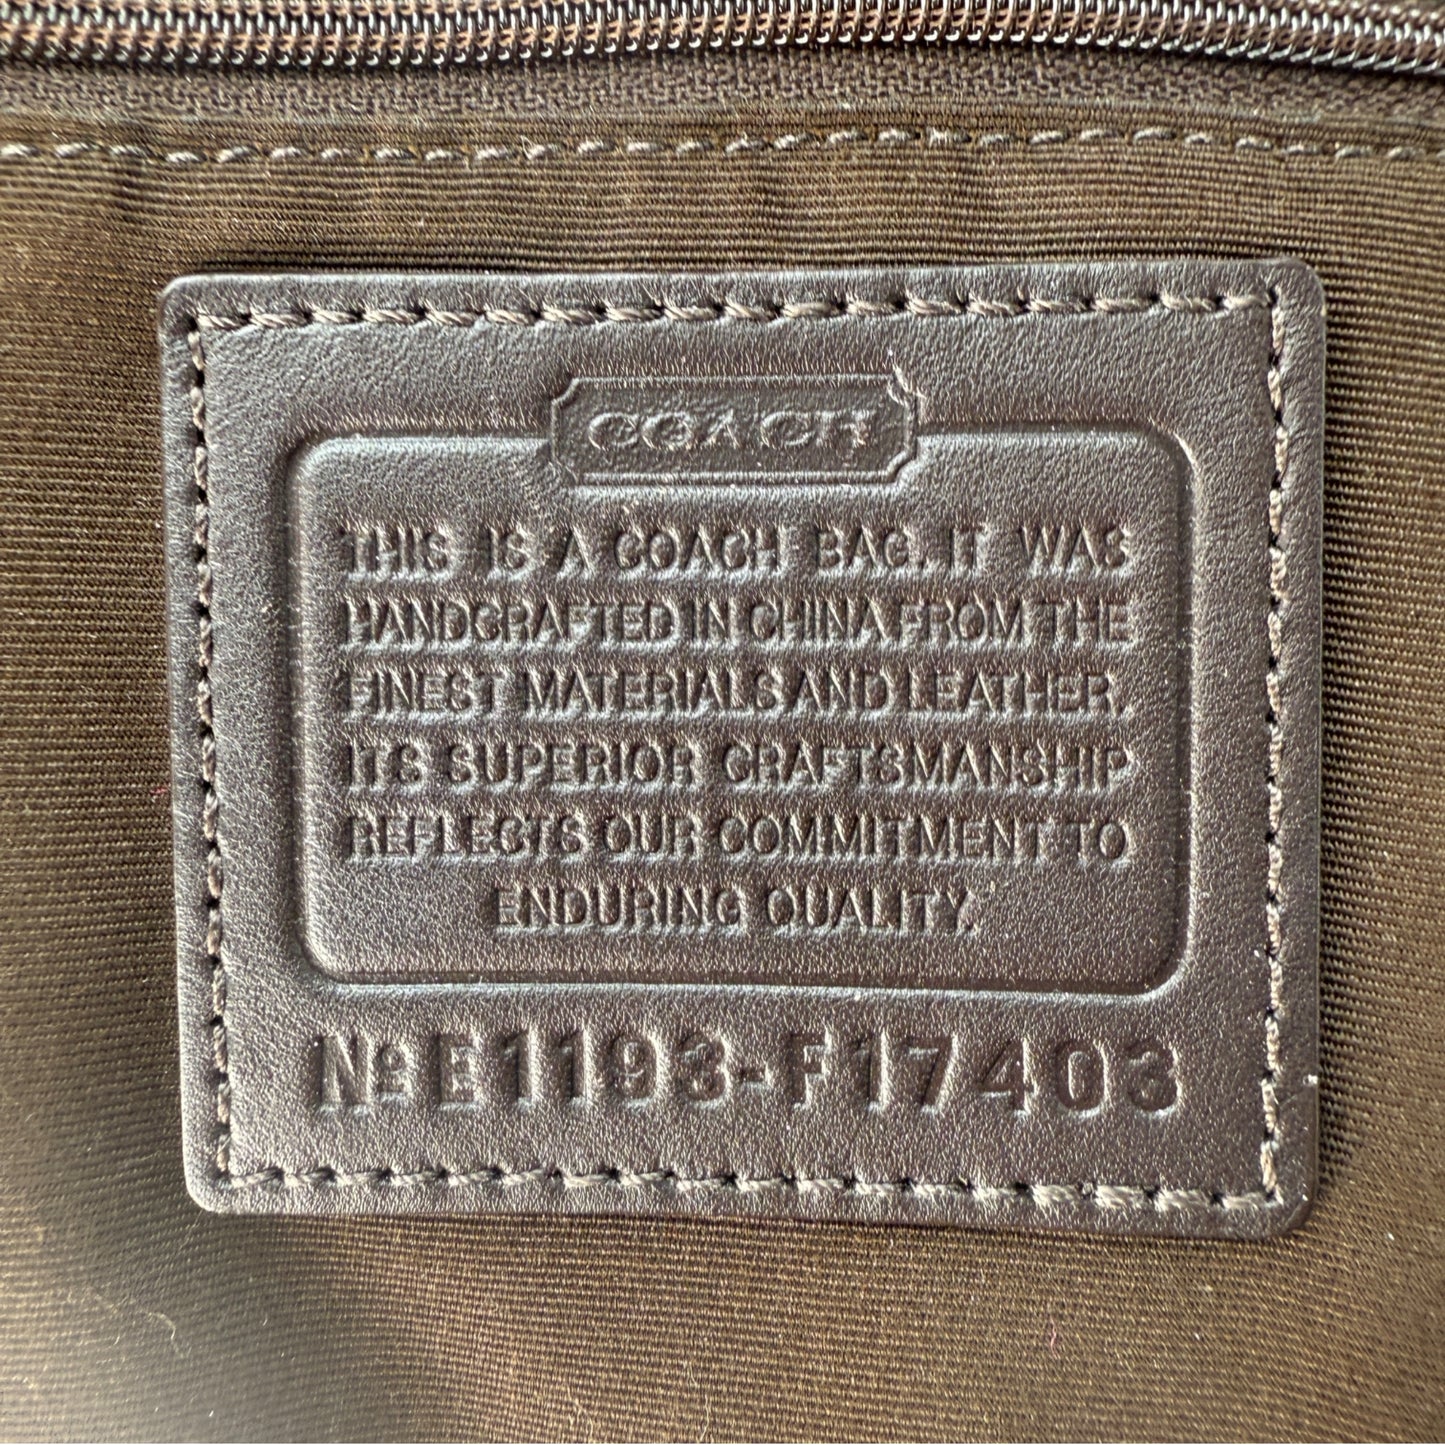 COACH
THIS IS A COACH BAG. IT WAS
HANDCRAFTED IN CHINA FROM THE
FINEST MATERIALS AND LEATHER.
ITS SUPERIOR CRAFTSMANSHIP
REFLECTS OUR COMMITMENT TO
ENDURING QUALITY.
Nº E1193-F17403